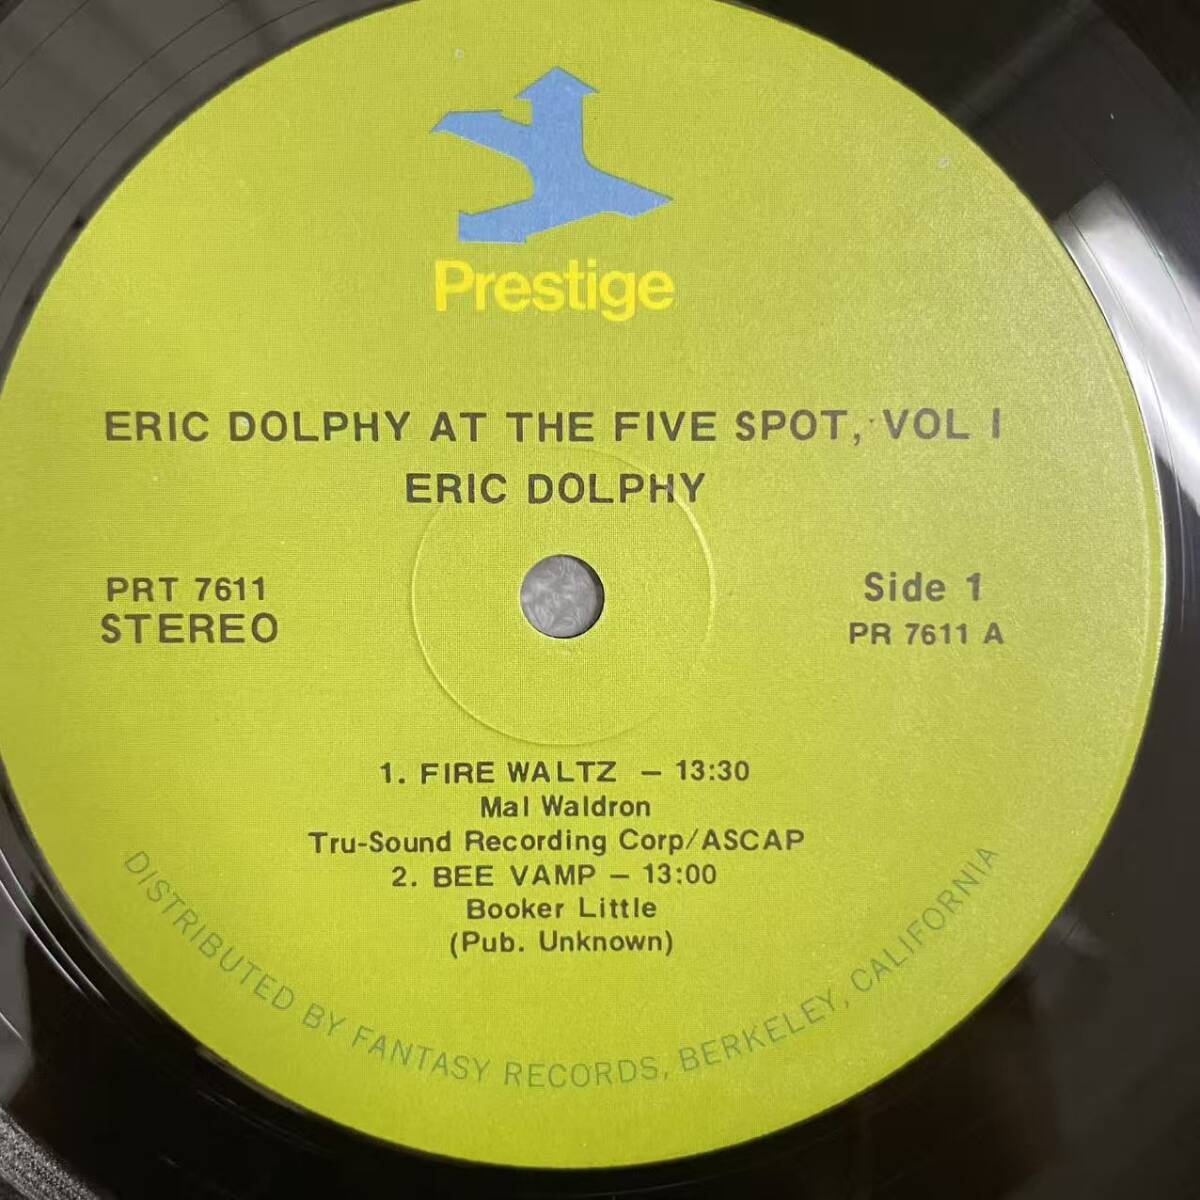 Prestige
ERIC DOLPHY AT THE FIVE SPOT, VOL I
ERIC DOLPHY
PRT 7611
STEREO
Side 1
PR 7611 A
1. FIRE WALTZ – 13:30
Mal Waldron
Tru-Sound Recording Corp/ASCAP
2. BEE VAMP – 13:00
Booker Little
(Pub. Unknown)
DISTRIBUTED BY FANTASY RECORDS, BERKELEY, CALIFORNIA